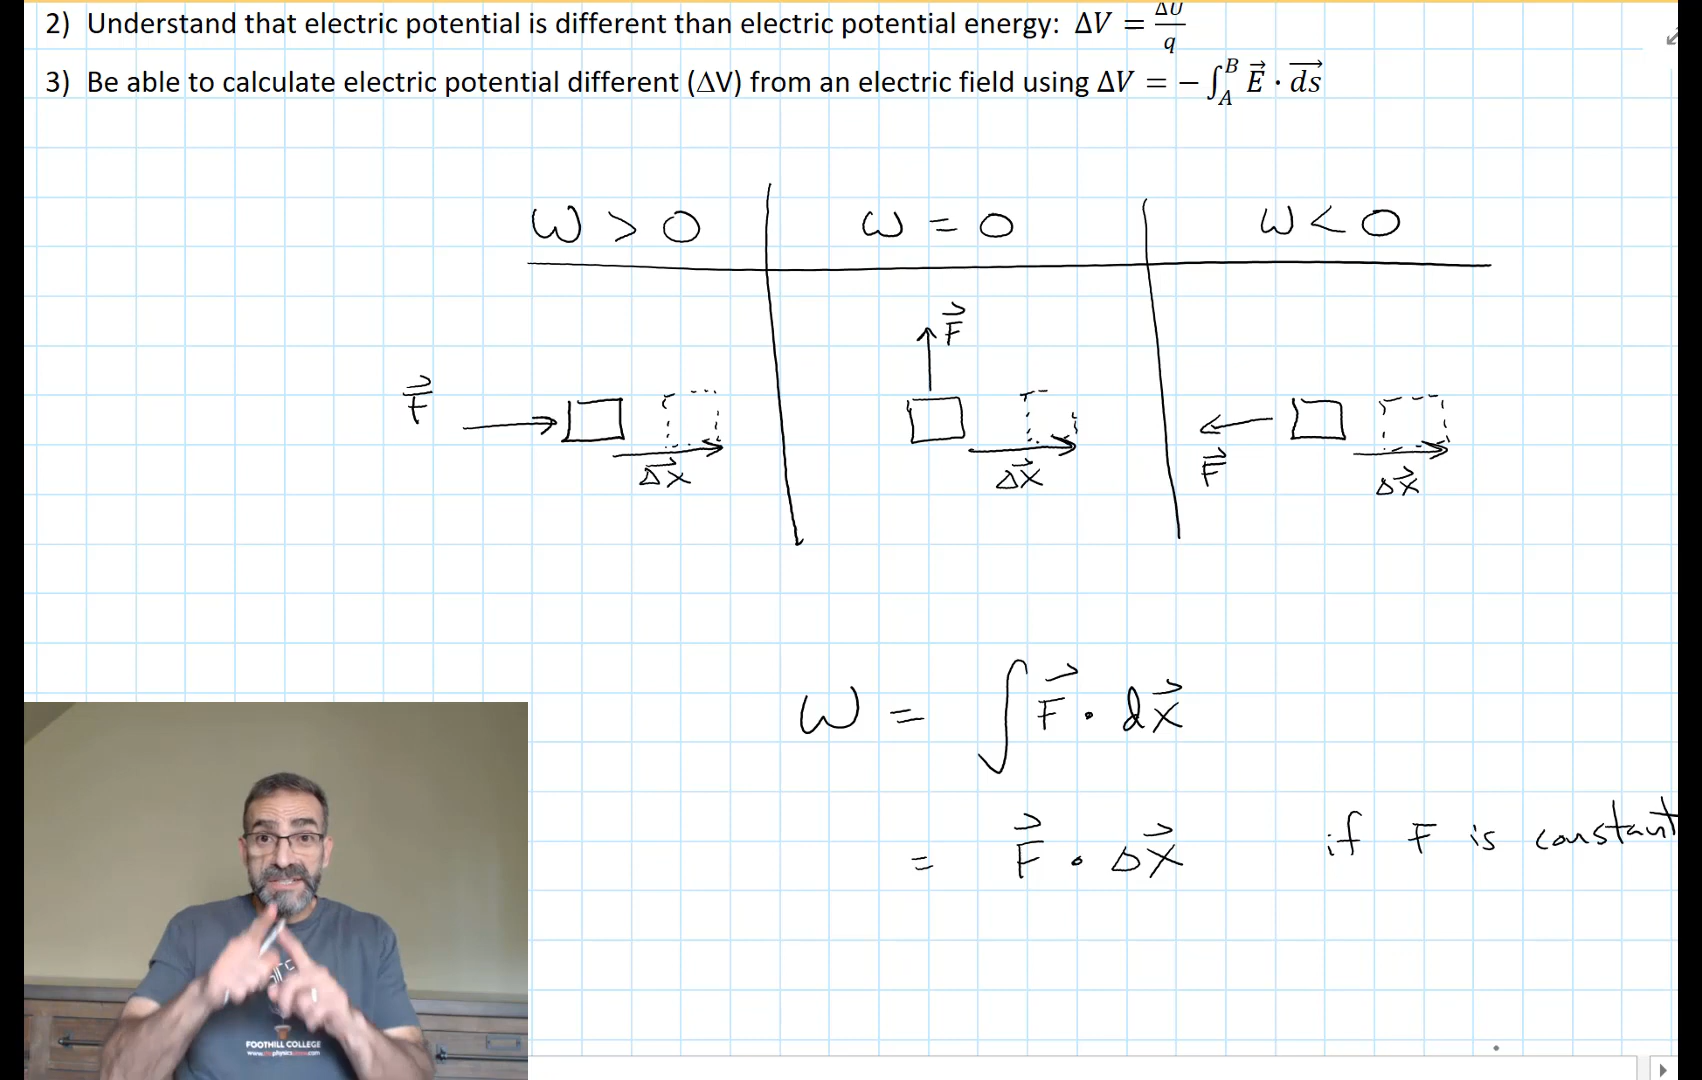 2) Understand that electric potential is different than electric potential energy: ΔV = ΔU/q
3) Be able to calculate electric potential different (ΔV) from an electric field using ΔV = −∫_A^B E⃗ · ds⃗
W > 0 W = 0 W < 0
F⃗ Δx⃗ F⃗ Δx⃗ F⃗ Δx⃗
W = ∫ F⃗ · dx⃗
= F⃗ · Δx⃗ if F is constant
FOOTHILL COLLEGE